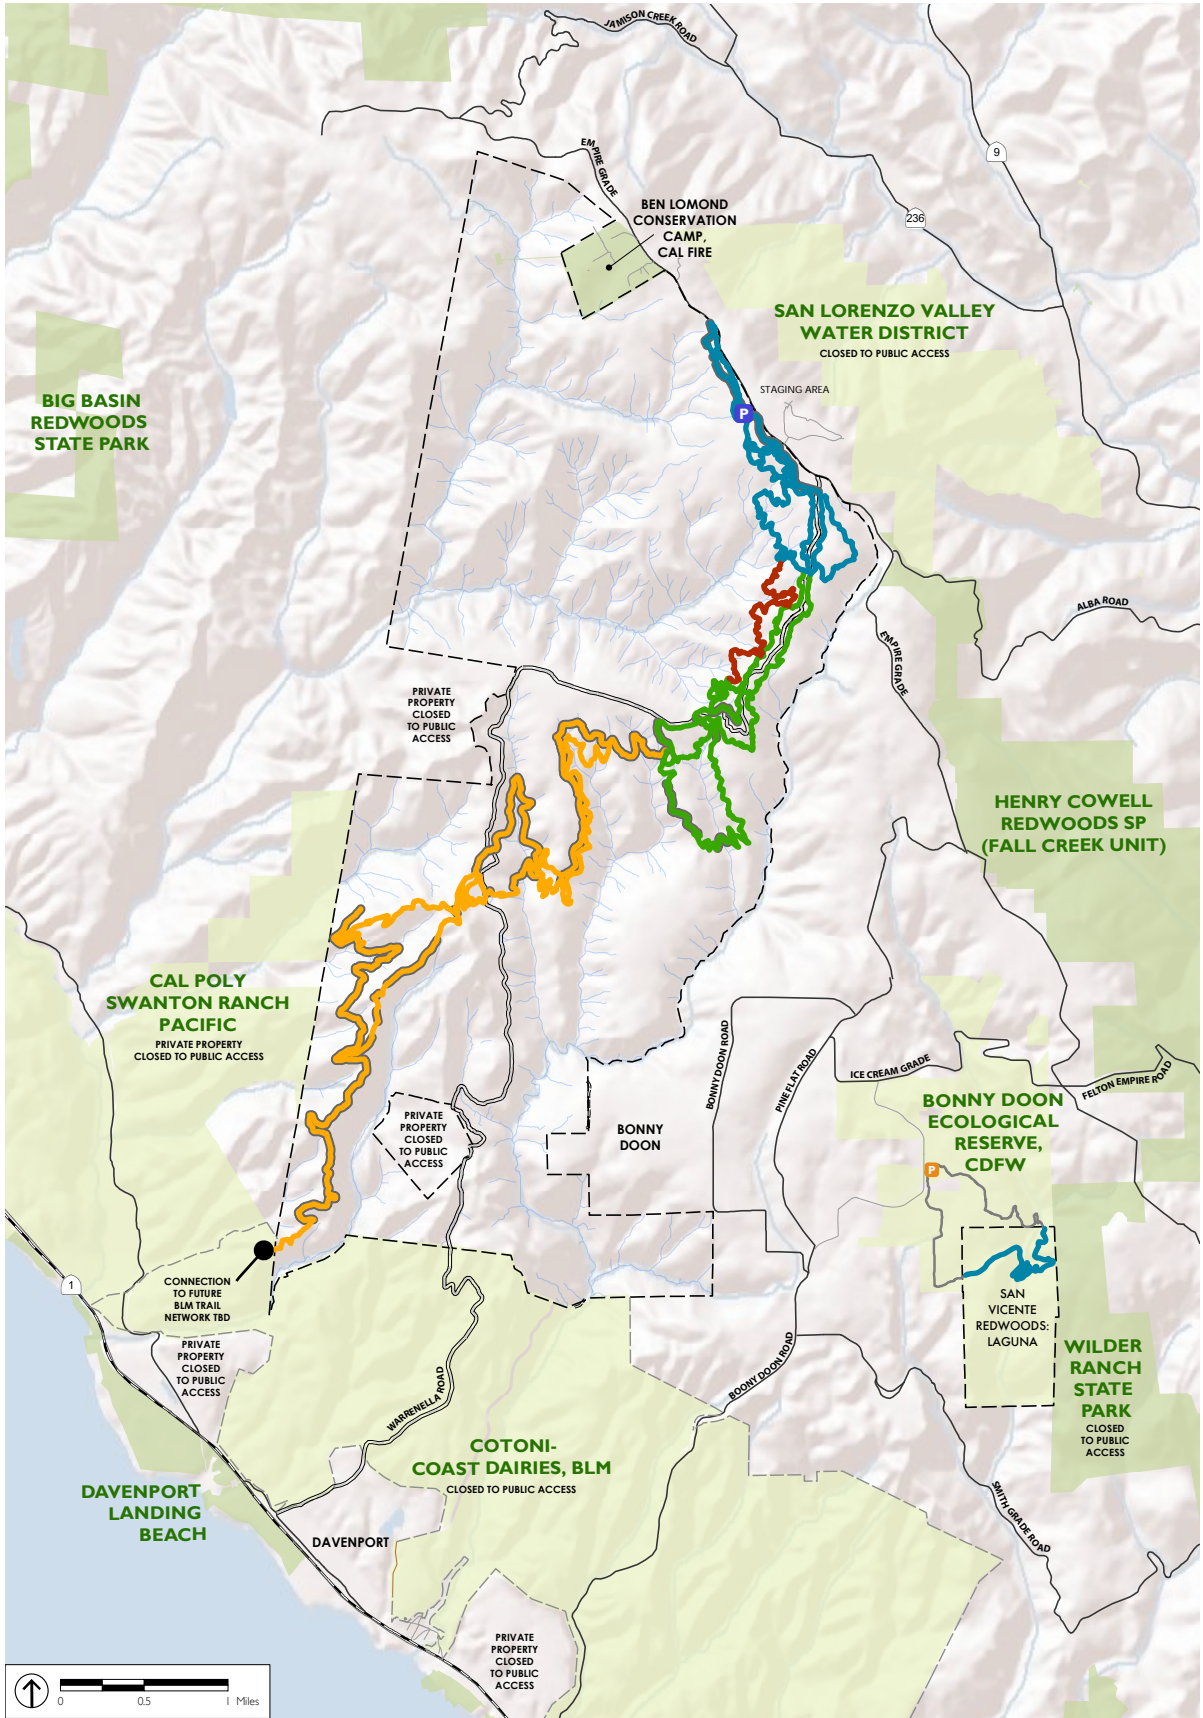 JAMISON CREEK ROAD
9
EMPIRE GRADE
236
BEN LOMOND
CONSERVATION
CAMP,
CAL FIRE
SAN LORENZO VALLEY
WATER DISTRICT
CLOSED TO PUBLIC ACCESS
STAGING AREA
P
BIG BASIN
REDWOODS
STATE PARK
ALBA ROAD
EMPIRE GRADE
PRIVATE
PROPERTY
CLOSED
TO PUBLIC
ACCESS
HENRY COWELL
REDWOODS SP
(FALL CREEK UNIT)
CAL POLY
SWANTON RANCH
PACIFIC
PRIVATE PROPERTY
CLOSED TO PUBLIC ACCESS
BONNY DOON ROAD
PINE FLAT ROAD
ICE CREAM GRADE
FELTON EMPIRE ROAD
PRIVATE
PROPERTY
CLOSED
TO PUBLIC
ACCESS
BONNY
DOON
BONNY DOON
ECOLOGICAL
RESERVE,
CDFW
P
CONNECTION
TO FUTURE
BLM TRAIL
NETWORK TBD
1
SAN
VICENTE
REDWOODS:
LAGUNA
PRIVATE
PROPERTY
CLOSED
TO PUBLIC
ACCESS
WILDER
RANCH
STATE
PARK
CLOSED
TO PUBLIC
ACCESS
BOONY DOON ROAD
WARRENELLA ROAD
COTONI-
COAST DAIRIES, BLM
CLOSED TO PUBLIC ACCESS
DAVENPORT
LANDING
BEACH
SMITH GRADE ROAD
DAVENPORT
PRIVATE
PROPERTY
CLOSED
TO PUBLIC
ACCESS
0 0.5 1 Miles